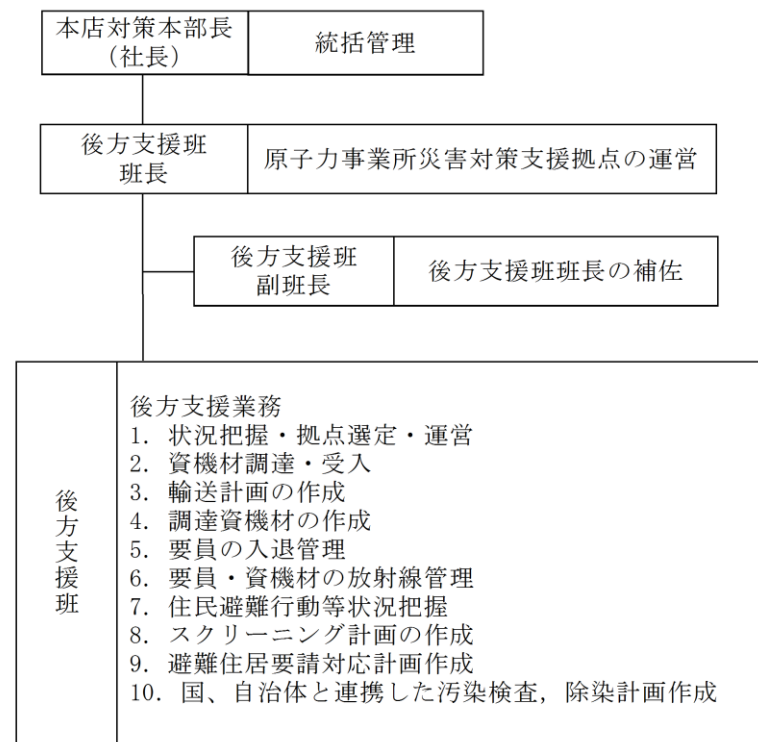 本店対策本部長
（社長）
統括管理
後方支援班
班長
原子力事業所災害対策支援拠点の運営
後方支援班
副班長
後方支援班班長の補佐
後方支援班
後方支援業務
1．状況把握・拠点選定・運営
2．資機材調達・受入
3．輸送計画の作成
4．調達資機材の作成
5．要員の入退管理
6．要員・資機材の放射線管理
7．住民避難行動等状況把握
8．スクリーニング計画の作成
9．避難住居要請対応計画作成
10．国、自治体と連携した汚染検査，除染計画作成